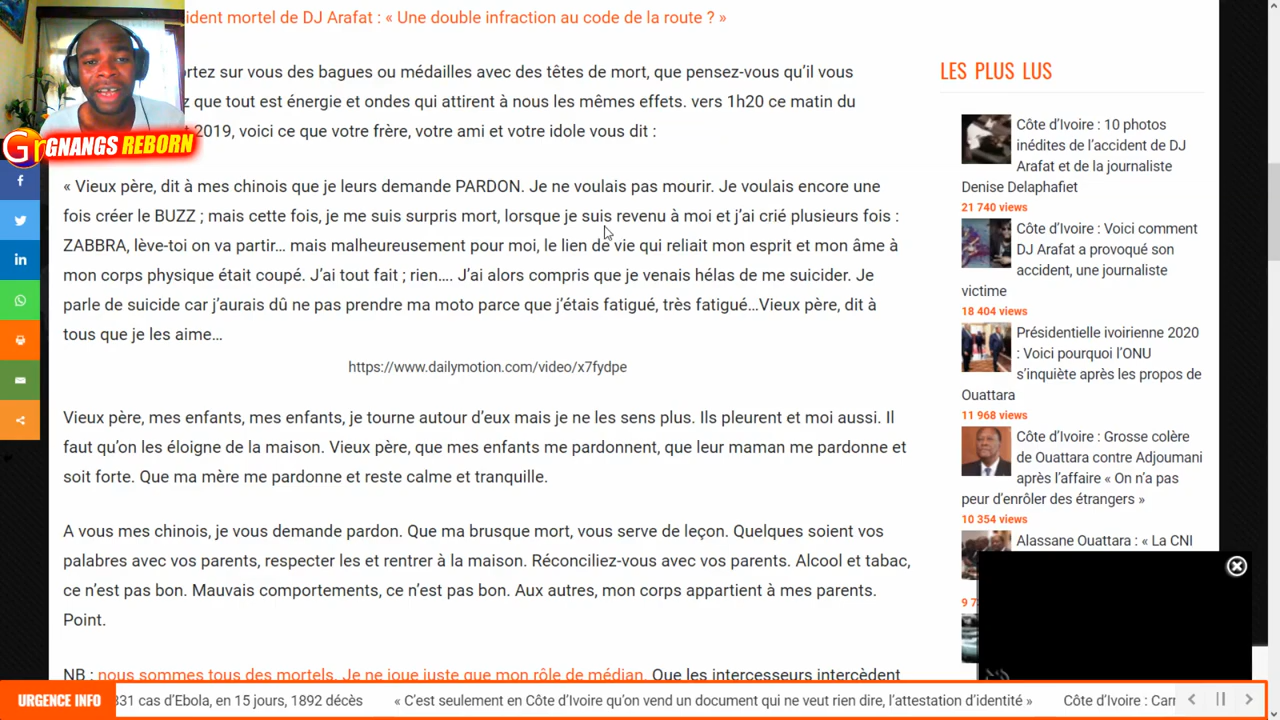 ident mortel de DJ Arafat : « Une double infraction au code de la route ? »
rtez sur vous des bagues ou médailles avec des têtes de mort, que pensez-vous qu’il vous
z que tout est énergie et ondes qui attirent à nous les mêmes effets. vers 1h20 ce matin du
2019, voici ce que votre frère, votre ami et votre idole vous dit :
Gr GNANGS REBORN
« Vieux père, dit à mes chinois que je leurs demande PARDON. Je ne voulais pas mourir. Je voulais encore une
fois créer le BUZZ ; mais cette fois, je me suis surpris mort, lorsque je suis revenu à moi et j’ai crié plusieurs fois :
ZABBRA, lève-toi on va partir… mais malheureusement pour moi, le lien de vie qui reliait mon esprit et mon âme à
mon corps physique était coupé. J’ai tout fait ; rien…. J’ai alors compris que je venais hélas de me suicider. Je
parle de suicide car j’aurais dû ne pas prendre ma moto parce que j’étais fatigué, très fatigué…Vieux père, dit à
tous que je les aime…
https://www.dailymotion.com/video/x7fydpe
Vieux père, mes enfants, mes enfants, je tourne autour d’eux mais je ne les sens plus. Ils pleurent et moi aussi. Il
faut qu’on les éloigne de la maison. Vieux père, que mes enfants me pardonnent, que leur maman me pardonne et
soit forte. Que ma mère me pardonne et reste calme et tranquille.
A vous mes chinois, je vous demande pardon. Que ma brusque mort, vous serve de leçon. Quelques soient vos
palabres avec vos parents, respecter les et rentrer à la maison. Réconciliez-vous avec vos parents. Alcool et tabac,
ce n’est pas bon. Mauvais comportements, ce n’est pas bon. Aux autres, mon corps appartient à mes parents.
Point.
NB : nous sommes tous des mortels. Je ne joue juste que mon rôle de médian. Que les intercesseurs intercèdent
LES PLUS LUS
Côte d’Ivoire : 10 photos
inédites de l’accident de DJ
Arafat et de la journaliste
Denise Delaphafiet
21 740 views
Côte d’Ivoire : Voici comment
DJ Arafat a provoqué son
accident, une journaliste
victime
18 404 views
Présidentielle ivoirienne 2020
: Voici pourquoi l’ONU
s’inquiète après les propos de
Ouattara
11 968 views
Côte d’Ivoire : Grosse colère
de Ouattara contre Adjoumani
après l’affaire « On n’a pas
peur d’enrôler des étrangers »
10 354 views
Alassane Ouattara : « La CNI
9 7
URGENCE INFO 331 cas d’Ebola, en 15 jours, 1892 décès « C’est seulement en Côte d’Ivoire qu’on vend un document qui ne veut rien dire, l’attestation d’identité » Côte d’Ivoire : Carr